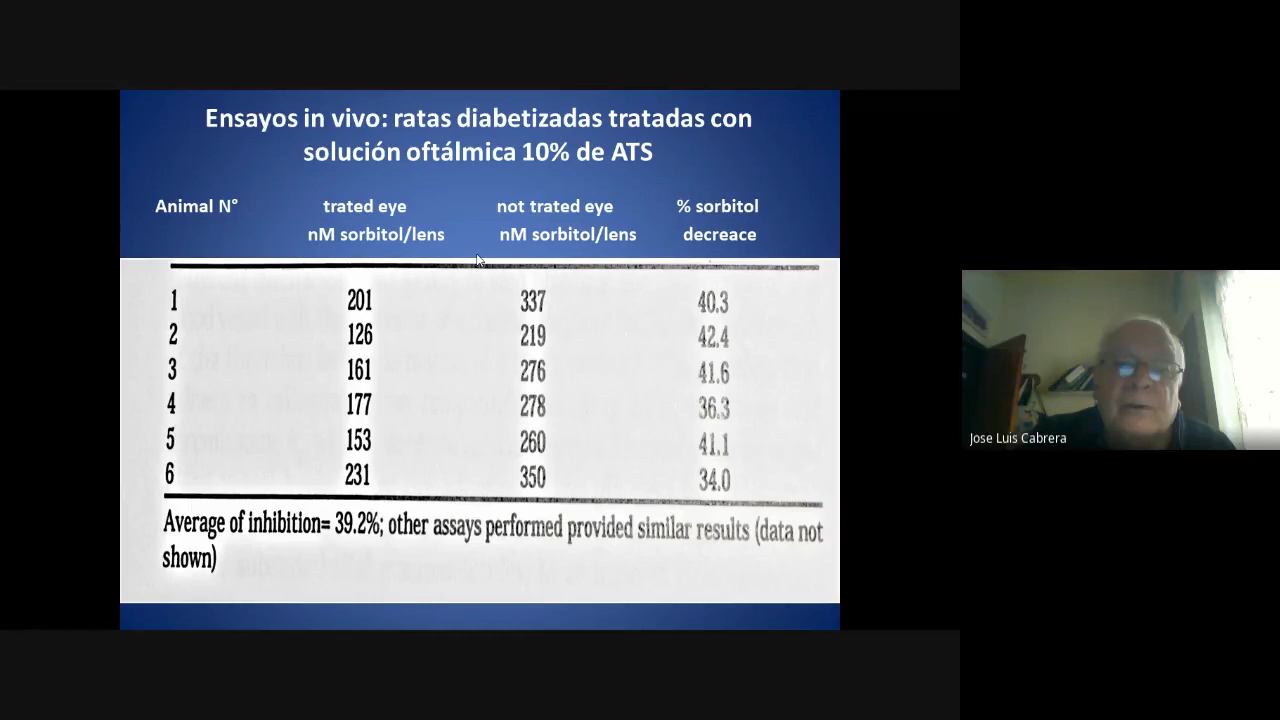 Ensayos in vivo: ratas diabetizadas tratadas con
solución oftálmica 10% de ATS
Animal N° trated eye not trated eye % sorbitol
nM sorbitol/lens nM sorbitol/lens decreace
1 201 337 40.3
2 126 219 42.4
3 161 276 41.6
4 177 278 36.3
5 153 260 41.1
6 231 350 34.0
Average of inhibition= 39.2%; other assays performed provided similar results (data not
shown)
Jose Luis Cabrera